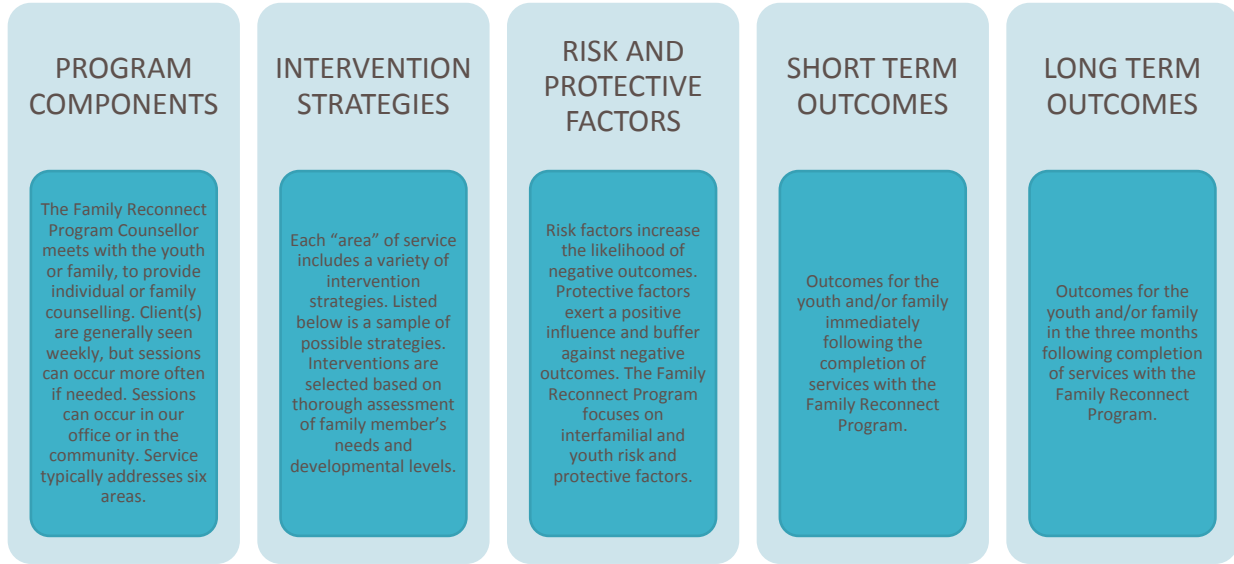 PROGRAM
COMPONENTS
The Family Reconnect
Program Counsellor
meets with the youth
or family, to provide
individual or family
counselling. Client(s)
are generally seen
weekly, but sessions
can occur more often
if needed. Sessions
can occur in our
office or in the
community. Service
typically addresses six
areas.
INTERVENTION
STRATEGIES
Each “area” of service
includes a variety of
intervention
strategies. Listed
below is a sample of
possible strategies.
Interventions are
selected based on
thorough assessment
of family member’s
needs and
developmental levels.
RISK AND
PROTECTIVE
FACTORS
Risk factors increase
the likelihood of
negative outcomes.
Protective factors
exert a positive
influence and buffer
against negative
outcomes. The Family
Reconnect Program
focuses on
interfamilial and
youth risk and
protective factors.
SHORT TERM
OUTCOMES
Outcomes for the
youth and/or family
immediately
following the
completion of
services with the
Family Reconnect
Program.
LONG TERM
OUTCOMES
Outcomes for the
youth and/or family
in the three months
following completion
of services with the
Family Reconnect
Program.